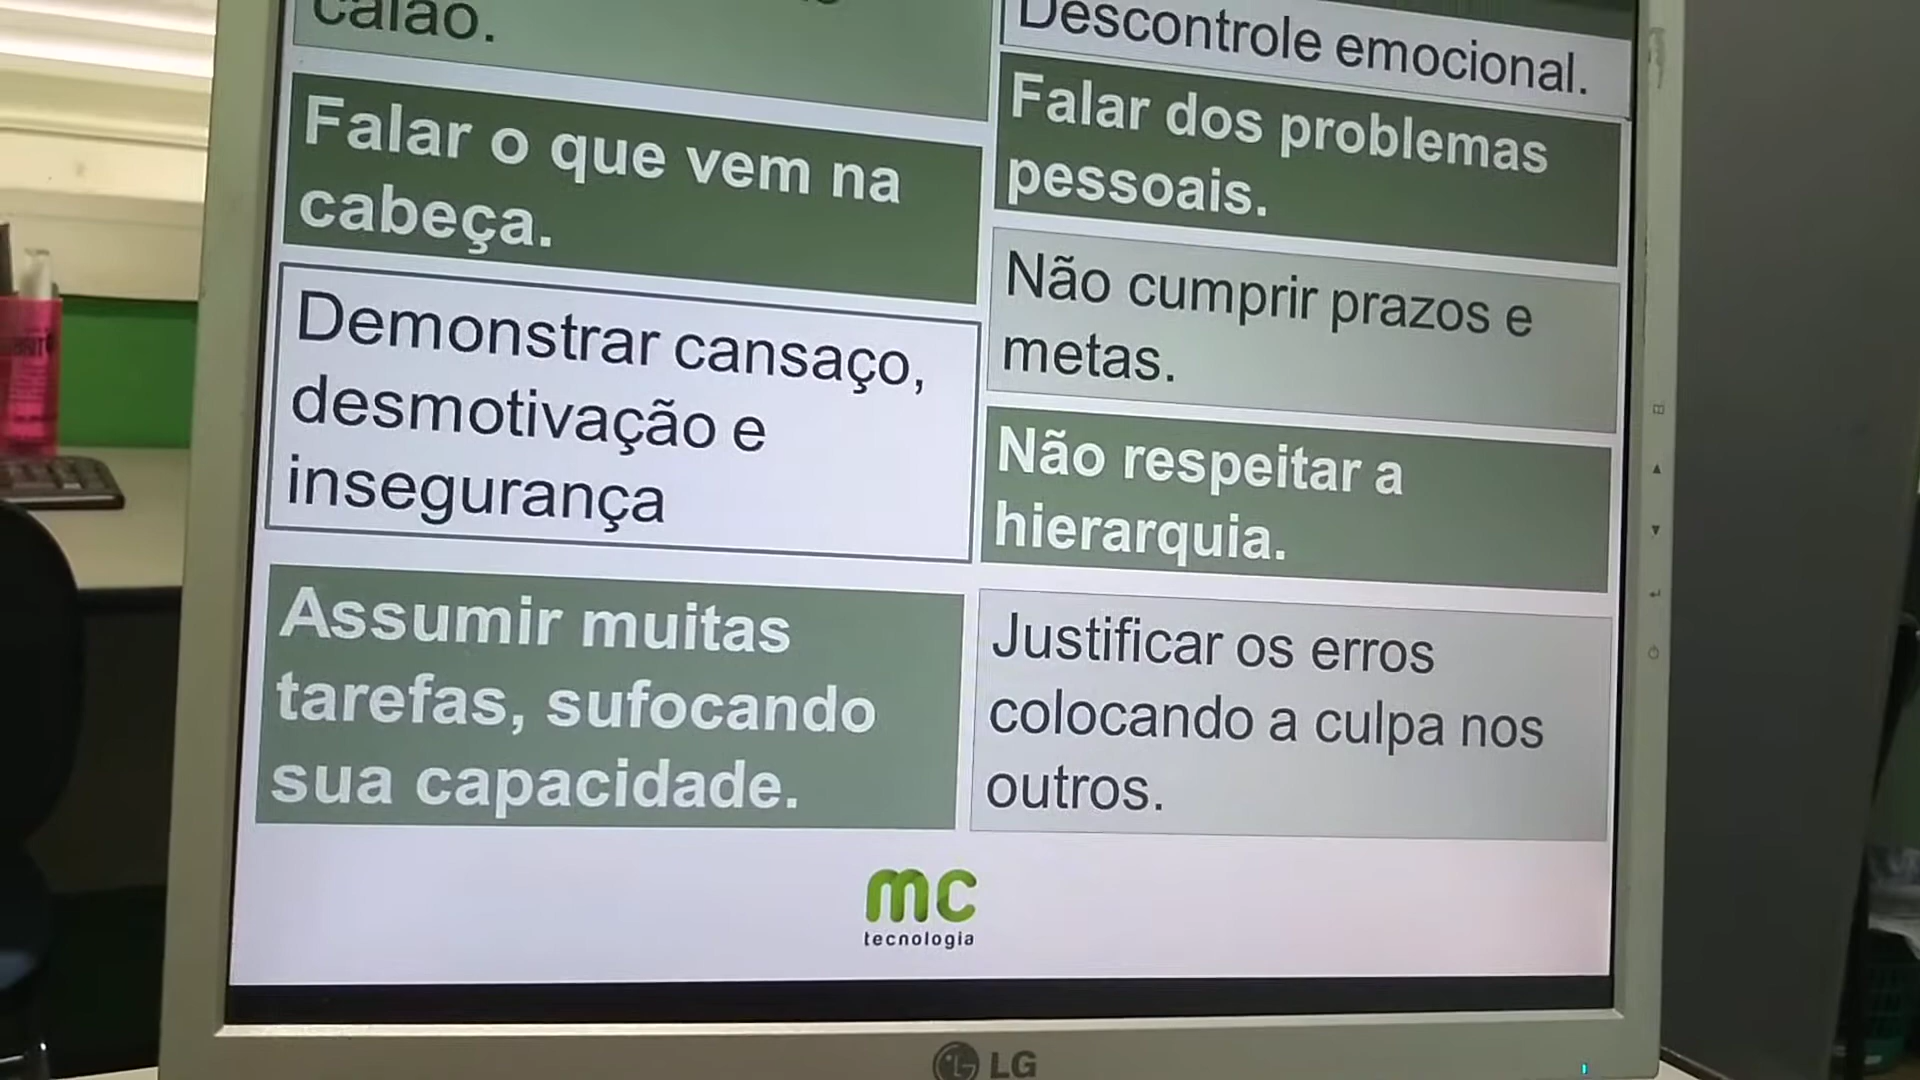 calão.
Falar o que vem na
cabeça.
Demonstrar cansaço,
desmotivação e
insegurança
Assumir muitas
tarefas, sufocando
sua capacidade.
Descontrole emocional.
Falar dos problemas
pessoais.
Não cumprir prazos e
metas.
Não respeitar a
hierarquia.
Justificar os erros
colocando a culpa nos
outros.
mc
tecnologia
LG